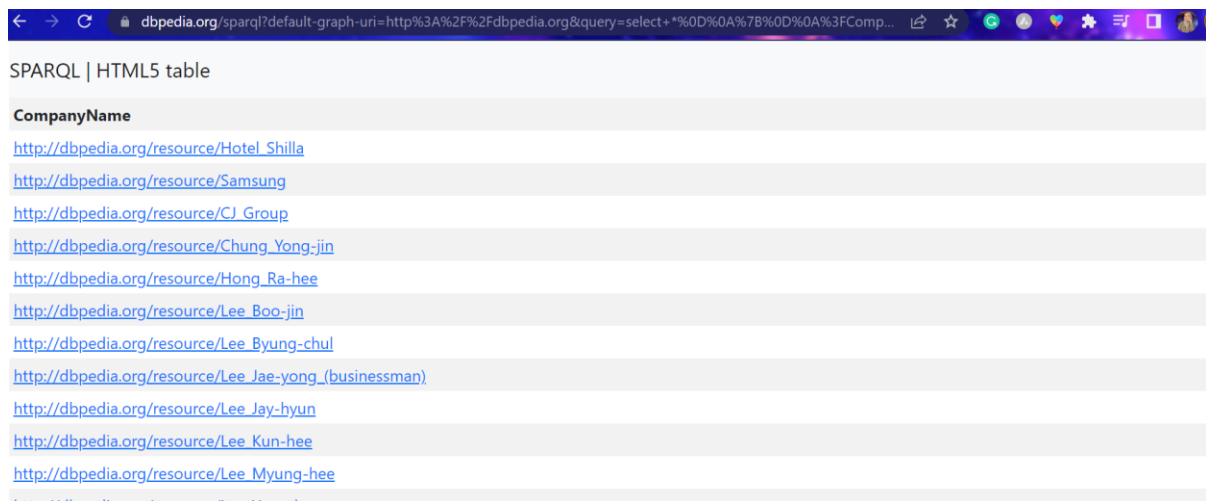 dbpedia.org/sparql?default-graph-uri=http%3A%2F%2Fdbpedia.org&query=select+*%0D%0A%7B%0D%0A%3FComp...
SPARQL | HTML5 table
CompanyName
http://dbpedia.org/resource/Hotel_Shilla
http://dbpedia.org/resource/Samsung
http://dbpedia.org/resource/CJ_Group
http://dbpedia.org/resource/Chung_Yong-jin
http://dbpedia.org/resource/Hong_Ra-hee
http://dbpedia.org/resource/Lee_Boo-jin
http://dbpedia.org/resource/Lee_Byung-chul
http://dbpedia.org/resource/Lee_Jae-yong_(businessman)
http://dbpedia.org/resource/Lee_Jay-hyun
http://dbpedia.org/resource/Lee_Kun-hee
http://dbpedia.org/resource/Lee_Myung-hee